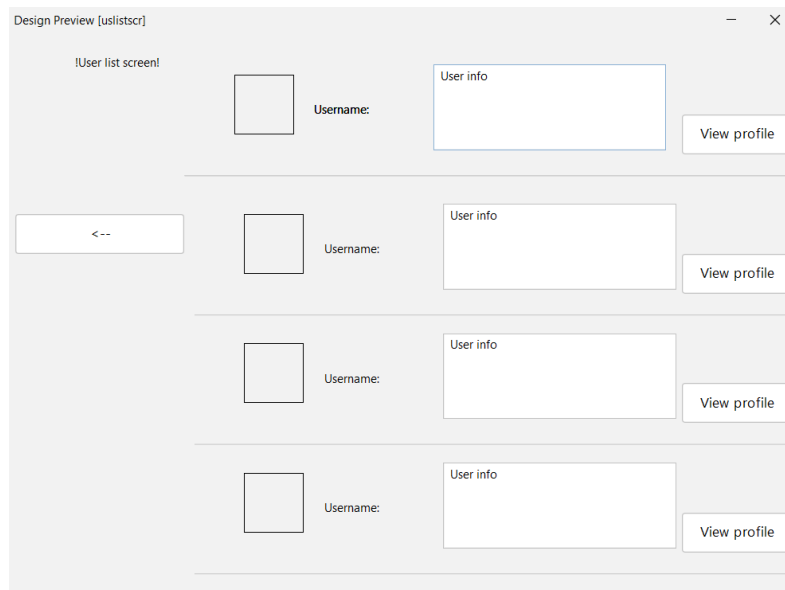 Design Preview [uslistscr]
!User list screen!
User info
Username:
View profile
<--
User info
Username:
View profile
User info
Username:
View profile
User info
Username:
View profile